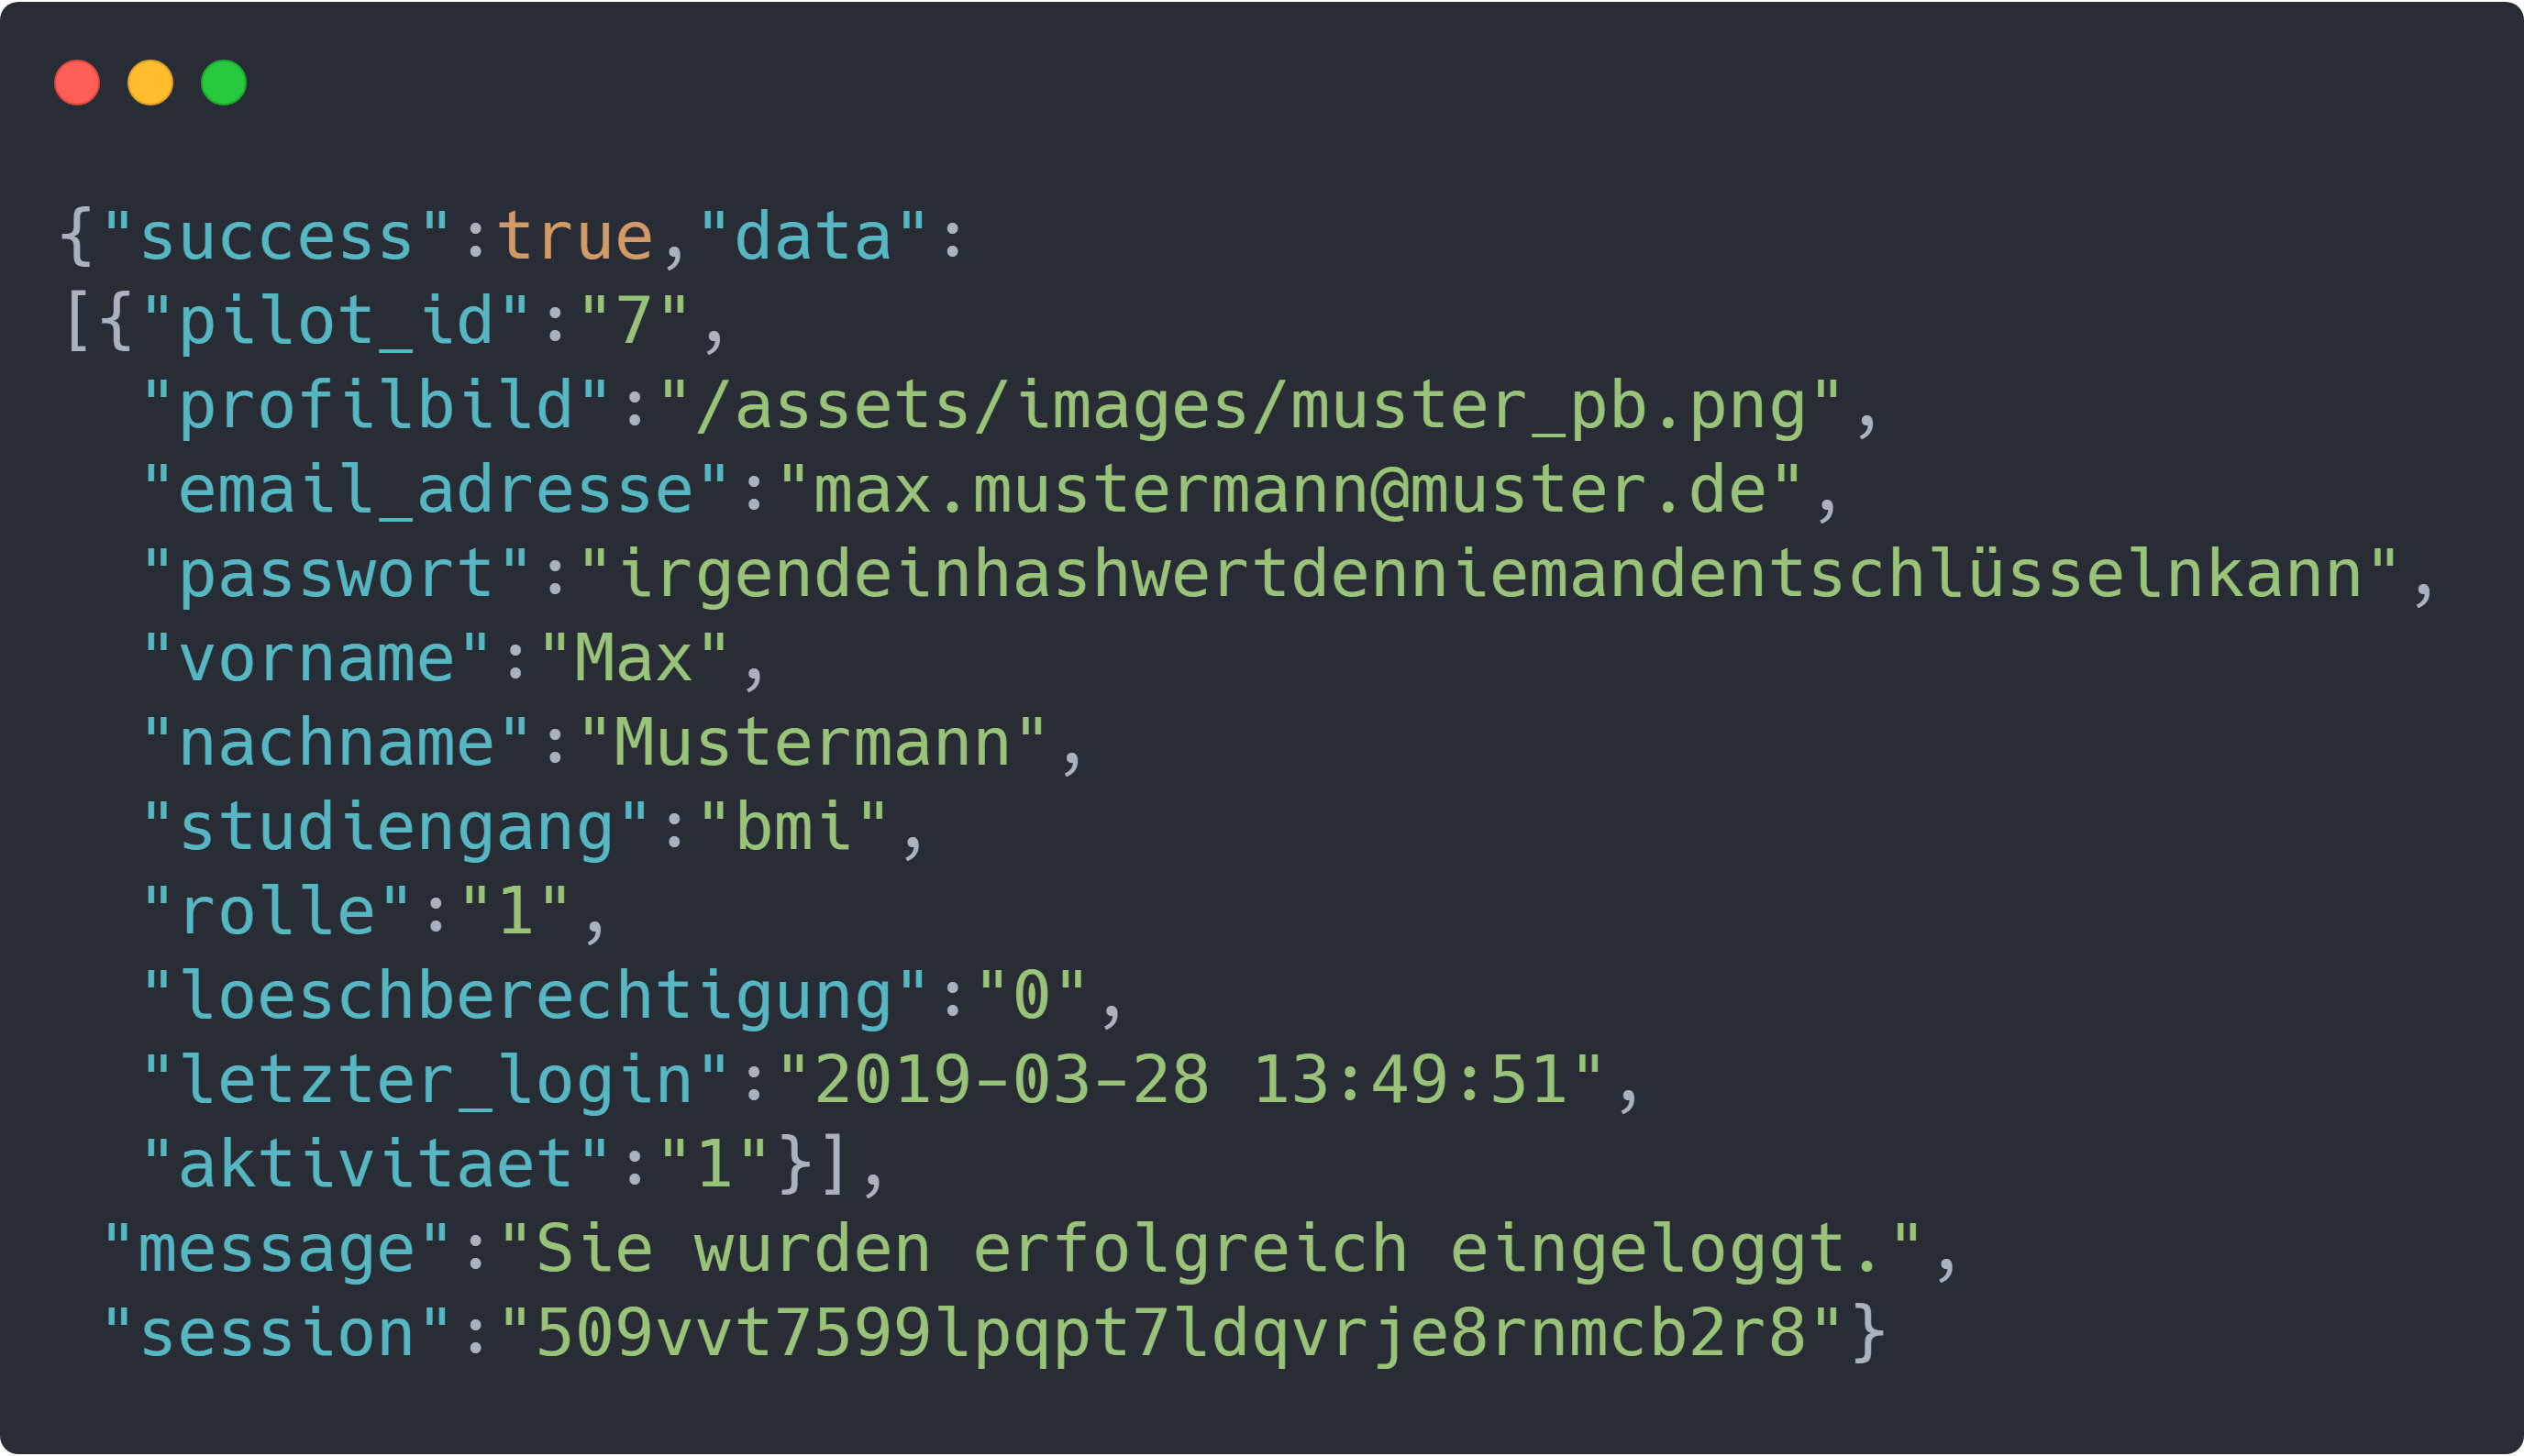 {"success":true,"data":
[{"pilot_id":"7",
  "profilbild":"/assets/images/muster_pb.png",
  "email_adresse":"max.mustermann@muster.de",
  "passwort":"irgendeinhashwertdenniemandentschlüsselnkann",
  "vorname":"Max",
  "nachname":"Mustermann",
  "studiengang":"bmi",
  "rolle":"1",
  "loeschberechtigung":"0",
  "letzter_login":"2019-03-28 13:49:51",
  "aktivitaet":"1"}],
 "message":"Sie wurden erfolgreich eingeloggt.",
 "session":"509vvt7599lpqpt7ldqvrje8rnmcb2r8"}